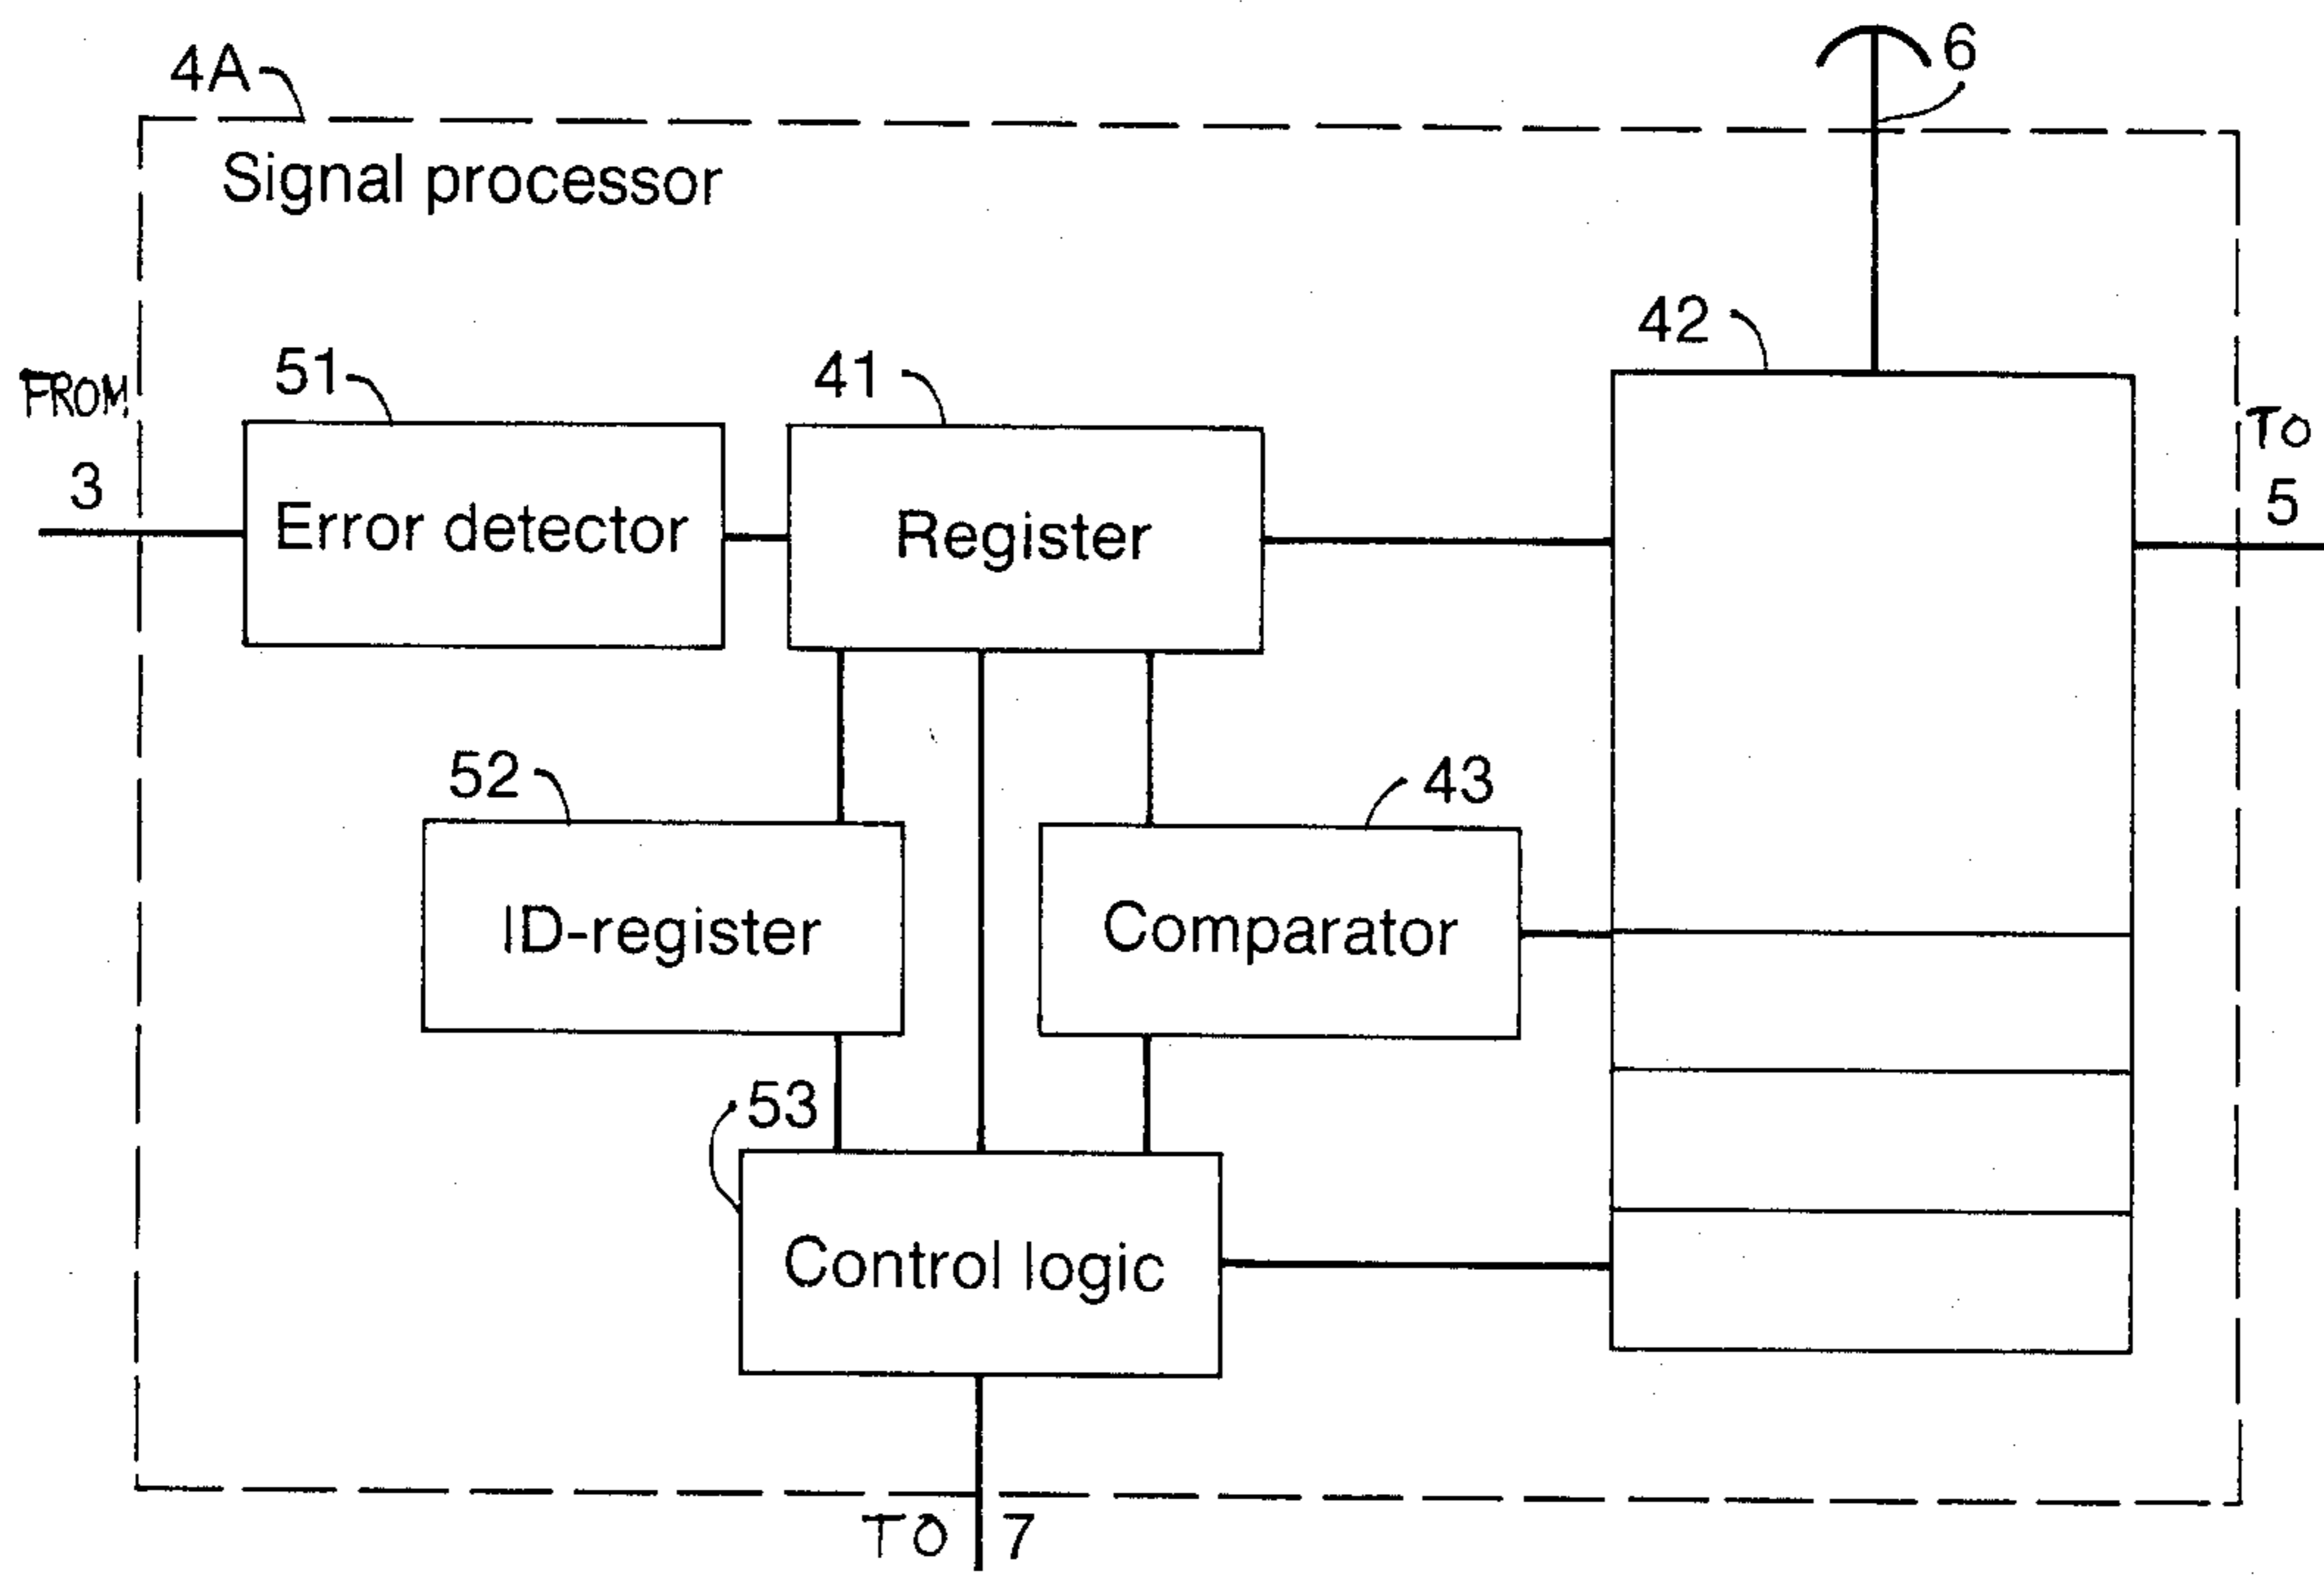 4A
6
Signal processor
42
51
41
FROM
3
TO
5
Error detector
Register
52
43
ID-register
Comparator
53
Control logic
TO 7